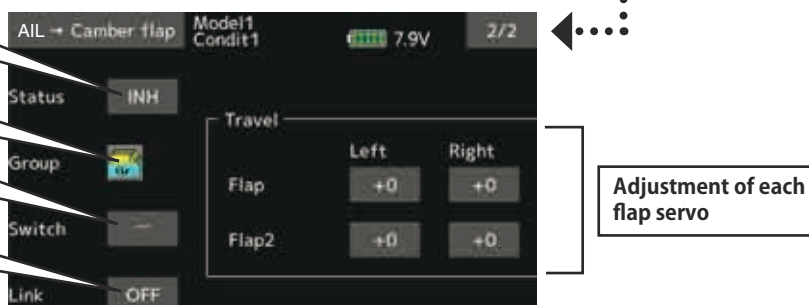 AIL → Camber flap Model1 Condit1 7.9V 2/2
Status INH
Travel
Left Right
Group
Flap +0 +0
Switch --
Flap2 +0 +0
Link OFF
Adjustment of each
flap servo